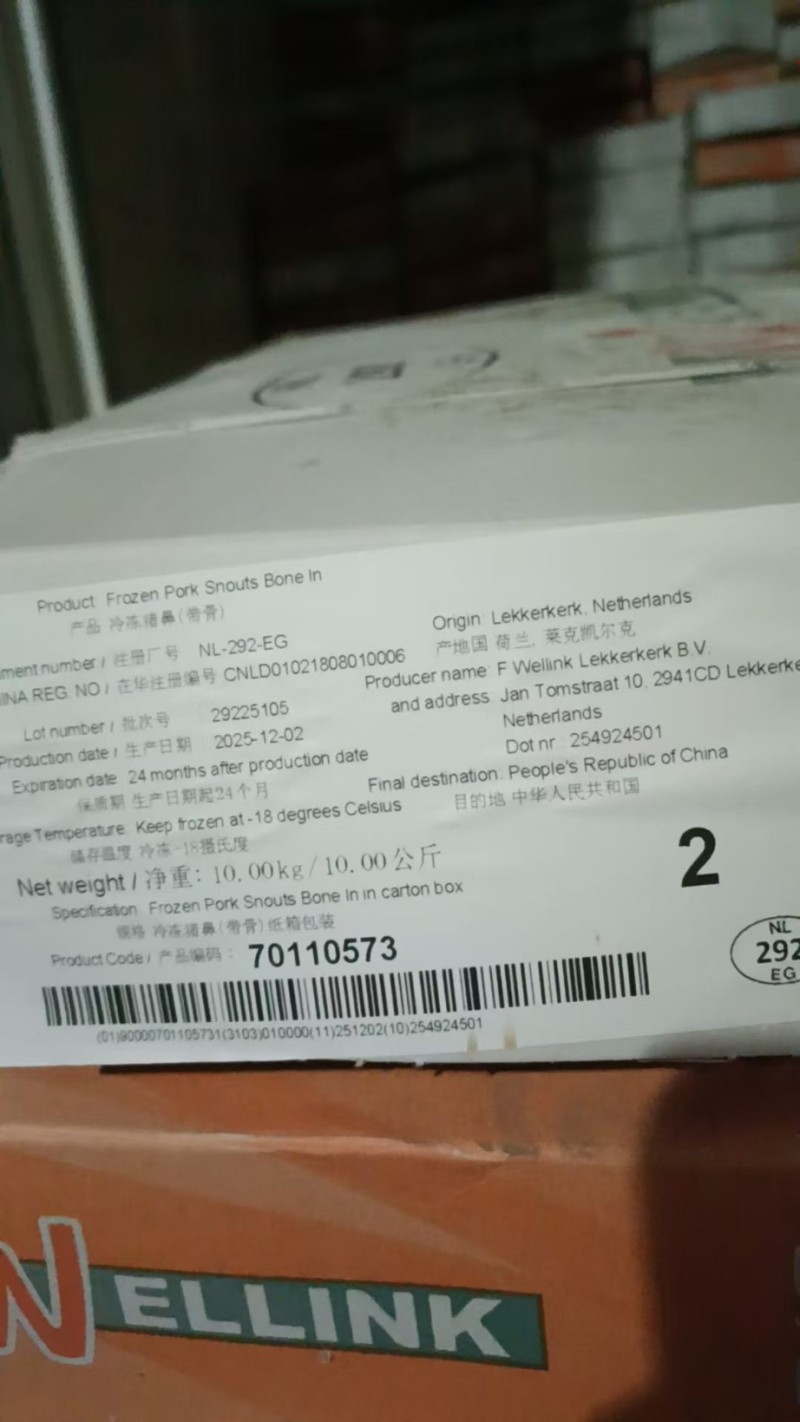 Product: Frozen Pork Snouts Bone In
产品 冷冻猪鼻(带骨)
ment number / 注册厂号 NL-292-EG
INA REG. NO / 在华注册编号 CNLD01021808010006
Lot number / 批次号 29225105
Production date / 生产日期 2025-12-02
Expiration date: 24 months after production date
保质期 生产日期起24个月
rage Temperature: Keep frozen at -18 degrees Celsius
储存温度 冷冻-18摄氏度
Net weight / 净重: 10.00kg / 10.00公斤
Specification: Frozen Pork Snouts Bone In in carton box
规格 冷冻猪鼻(带骨)纸箱包装
Product Code / 产品编码: 70110573
(01)90000701105731(3103)010000(11)251202(10)254924501
Origin: Lekkerkerk, Netherlands
产地国 荷兰, 莱克凯尔克
Producer name: F Wellink Lekkerkerk B.V.
and address: Jan Tomstraat 10, 2941CD Lekkerke
Netherlands
Dot nr.: 254924501
Final destination: People's Republic of China
目的地 中华人民共和国
2
NL
292
EG
WELLINK